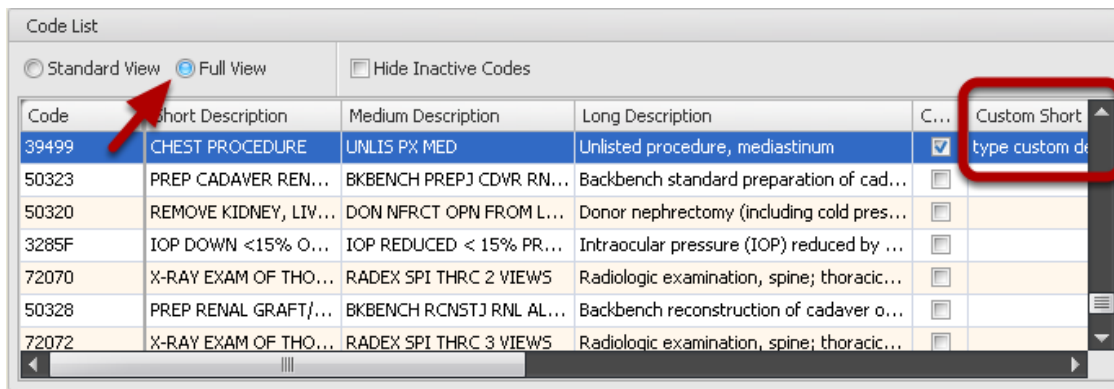 Code List
Standard View Full View Hide Inactive Codes
Code Short Description Medium Description Long Description C... Custom Short
39499 CHEST PROCEDURE UNLIS PX MED Unlisted procedure, mediastinum type custom de
50323 PREP CADAVER REN... BKBENCH PREPJ CDVR RN... Backbench standard preparation of cad...
50320 REMOVE KIDNEY, LIV... DON NFRCT OPN FROM L... Donor nephrectomy (including cold pres...
3285F IOP DOWN <15% O... IOP REDUCED < 15% PR... Intraocular pressure (IOP) reduced by ...
72070 X-RAY EXAM OF THO... RADEX SPI THRC 2 VIEWS Radiologic examination, spine; thoracic...
50328 PREP RENAL GRAFT/... BKBENCH RCNSTJ RNL AL... Backbench reconstruction of cadaver o...
72072 X-RAY EXAM OF THO... RADEX SPI THRC 3 VIEWS Radiologic examination, spine; thoracic...